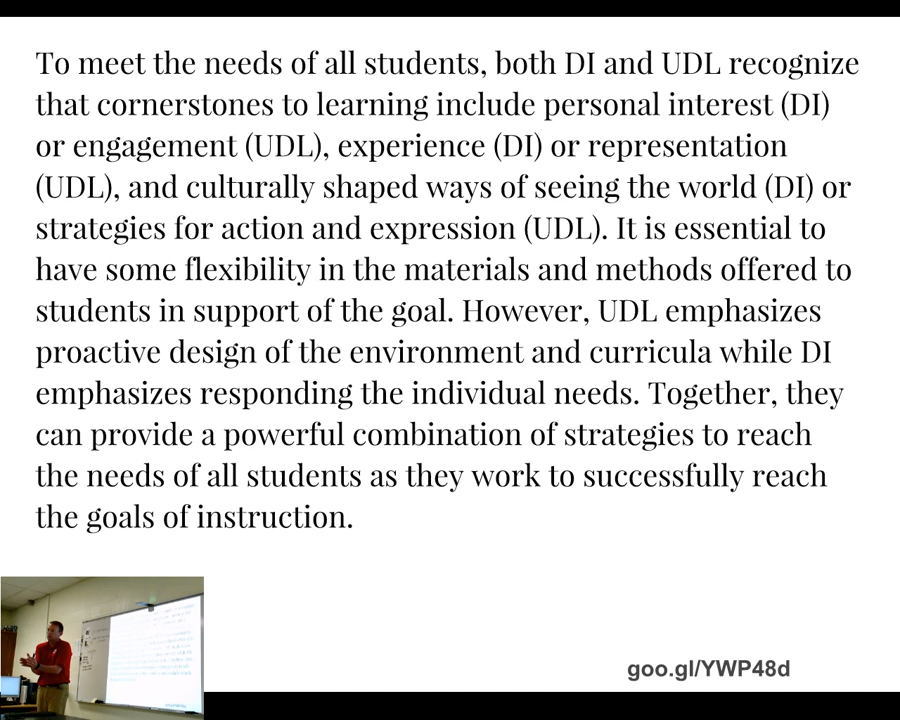 To meet the needs of all students, both DI and UDL recognize
that cornerstones to learning include personal interest (DI)
or engagement (UDL), experience (DI) or representation
(UDL), and culturally shaped ways of seeing the world (DI) or
strategies for action and expression (UDL). It is essential to
have some flexibility in the materials and methods offered to
students in support of the goal. However, UDL emphasizes
proactive design of the environment and curricula while DI
emphasizes responding the individual needs. Together, they
can provide a powerful combination of strategies to reach
the needs of all students as they work to successfully reach
the goals of instruction.
goo.gl/YWP48d